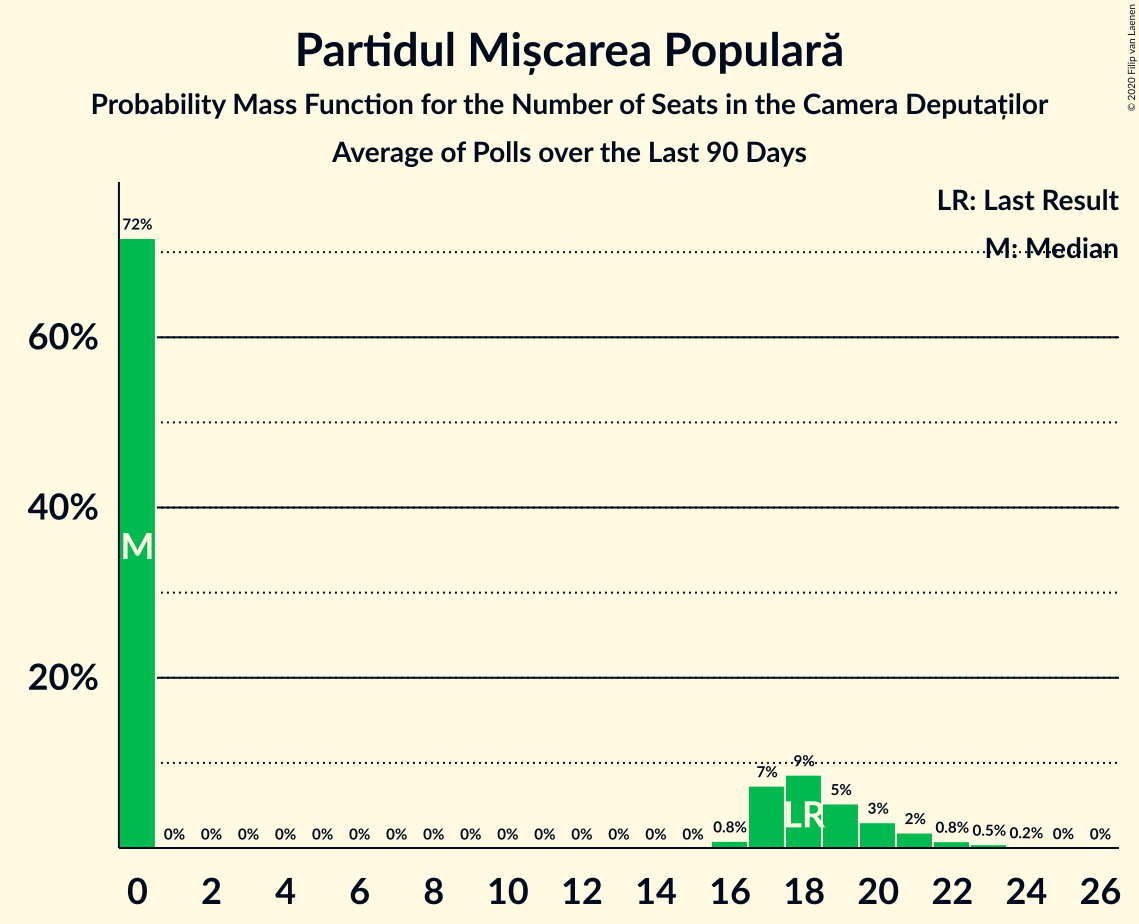 Partidul Mișcarea Populară
Probability Mass Function for the Number of Seats in the Camera Deputaților
Average of Polls over the Last 90 Days
© 2020 Filip van Laenen
LR: Last Result
M: Median
72%
60%
40%
20%
M
LR
0% 0% 0% 0% 0% 0% 0% 0% 0% 0% 0% 0% 0% 0% 0% 0.8% 7% 9% 5% 3% 2% 0.8% 0.5% 0.2% 0% 0%
0 2 4 6 8 10 12 14 16 18 20 22 24 26